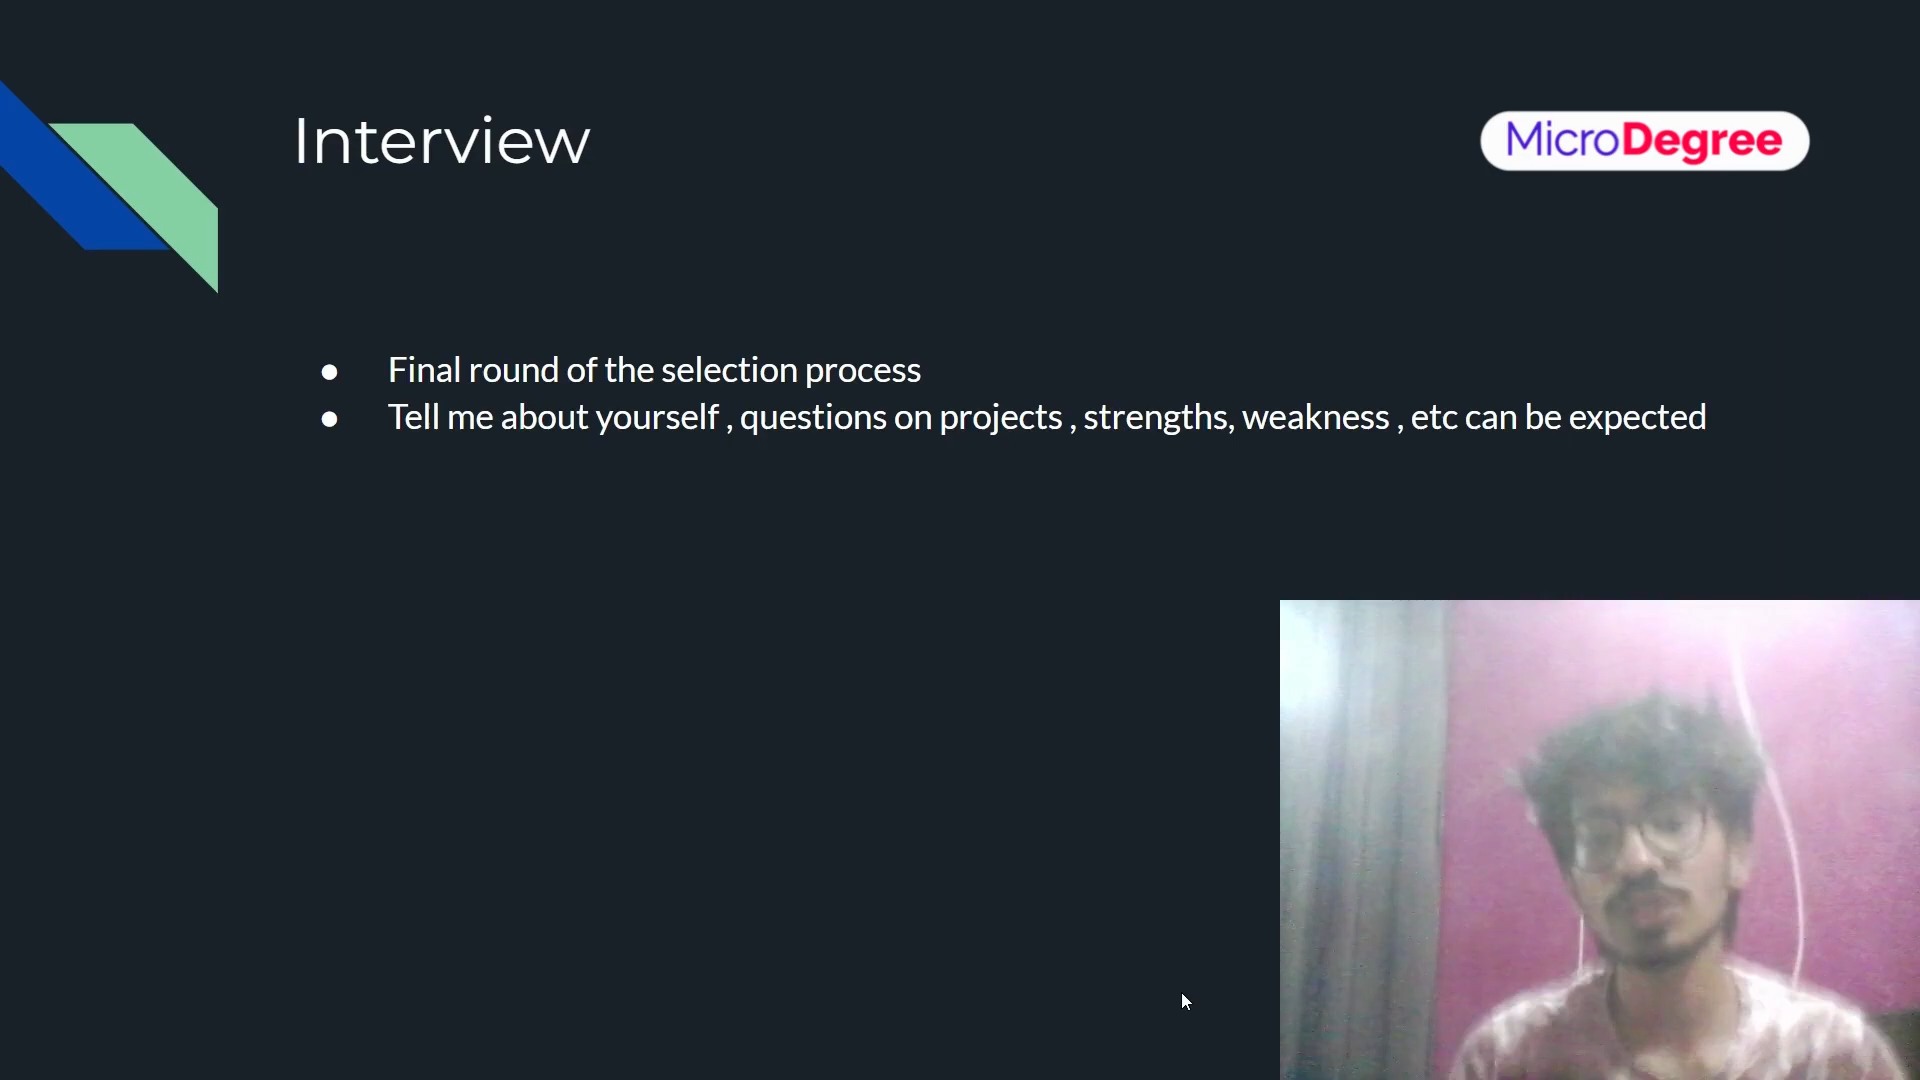 Interview
MicroDegree
● Final round of the selection process
● Tell me about yourself , questions on projects , strengths, weakness , etc can be expected